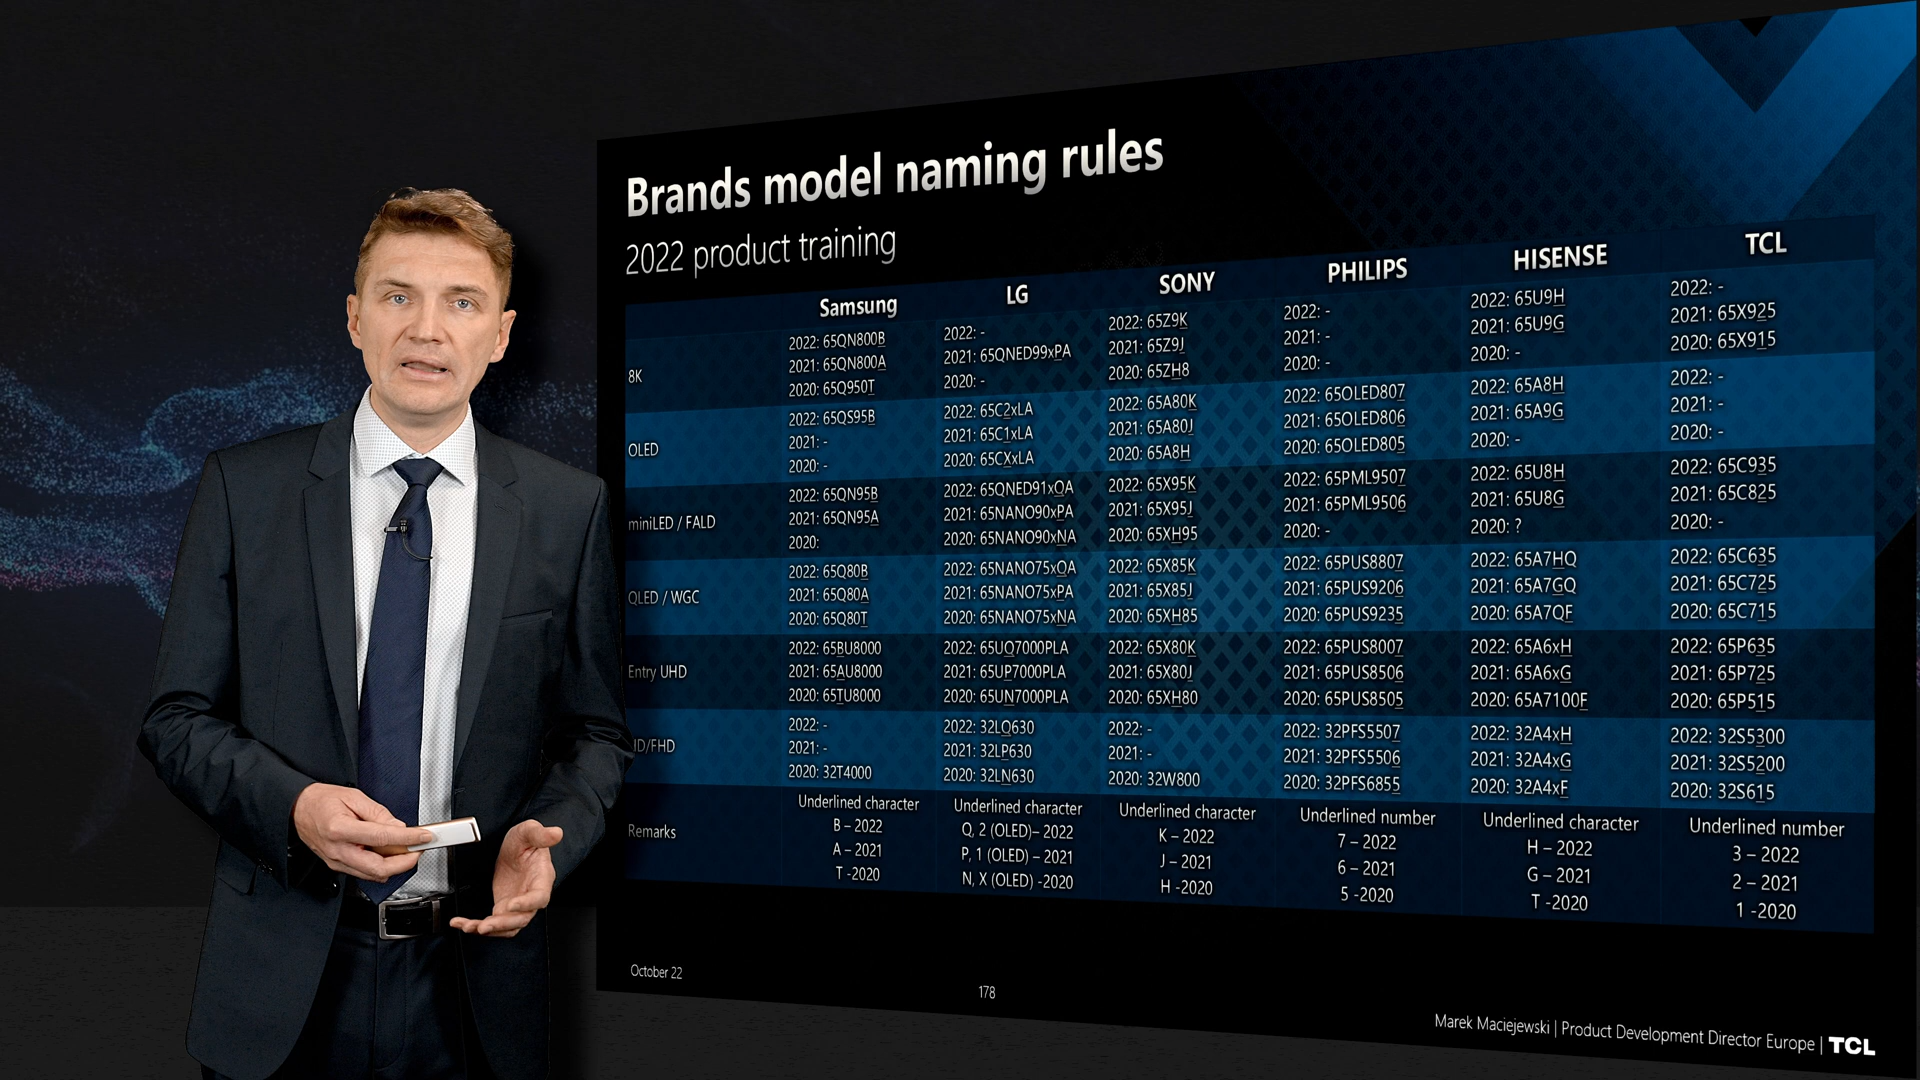 Brands model naming rules
2022 product training
Samsung LG SONY PHILIPS HISENSE TCL
8K
2022: 65QN800B
2021: 65QN800A
2020: 65Q950T
2022: -
2021: 65QNED99xPA
2020: -
2022: 65Z9K
2021: 65Z9J
2020: 65ZH8
2022: -
2021: -
2020: -
2022: 65U9H
2021: 65U9G
2020: -
2022: -
2021: 65X925
2020: 65X915
OLED
2022: 65QS95B
2021: -
2020: -
2022: 65C2xLA
2021: 65C1xLA
2020: 65CXxLA
2022: 65A80K
2021: 65A80J
2020: 65A8H
2022: 65OLED807
2021: 65OLED806
2020: 65OLED805
2022: 65A8H
2021: 65A9G
2020: -
2022: -
2021: -
2020: -
miniLED / FALD
2022: 65QN95B
2021: 65QN95A
2020:
2022: 65QNED91xQA
2021: 65NANO90xPA
2020: 65NANO90xNA
2022: 65X95K
2021: 65X95J
2020: 65XH95
2022: 65PML9507
2021: 65PML9506
2020: -
2022: 65U8H
2021: 65U8G
2020: ?
2022: 65C935
2021: 65C825
2020: -
QLED / WGC
2022: 65Q80B
2021: 65Q80A
2020: 65Q80T
2022: 65NANO75xQA
2021: 65NANO75xPA
2020: 65NANO75xNA
2022: 65X85K
2021: 65X85J
2020: 65XH85
2022: 65PUS8807
2021: 65PUS9206
2020: 65PUS9235
2022: 65A7HQ
2021: 65A7GQ
2020: 65A7QF
2022: 65C635
2021: 65C725
2020: 65C715
Entry UHD
2022: 65BU8000
2021: 65AU8000
2020: 65TU8000
2022: 65UQ7000PLA
2021: 65UP7000PLA
2020: 65UN7000PLA
2022: 65X80K
2021: 65X80J
2020: 65XH80
2022: 65PUS8007
2021: 65PUS8506
2020: 65PUS8505
2022: 65A6xH
2021: 65A6xG
2020: 65A7100F
2022: 65P635
2021: 65P725
2020: 65P515
HD/FHD
2022: -
2021: -
2020: 32T4000
2022: 32LQ630
2021: 32LP630
2020: 32LN630
2022: -
2021: -
2020: 32W800
2022: 32PFS5507
2021: 32PFS5506
2020: 32PFS6855
2022: 32A4xH
2021: 32A4xG
2020: 32A4xF
2022: 32S5300
2021: 32S5200
2020: 32S615
Remarks
Underlined character
B – 2022
A – 2021
T -2020
Underlined character
Q, 2 (OLED)– 2022
P, 1 (OLED) – 2021
N, X (OLED) -2020
Underlined character
K – 2022
J – 2021
H -2020
Underlined number
7 – 2022
6 – 2021
5 -2020
Underlined character
H – 2022
G – 2021
T -2020
Underlined number
3 – 2022
2 – 2021
1 -2020
October 22
178
Marek Maciejewski | Product Development Director Europe | TCL